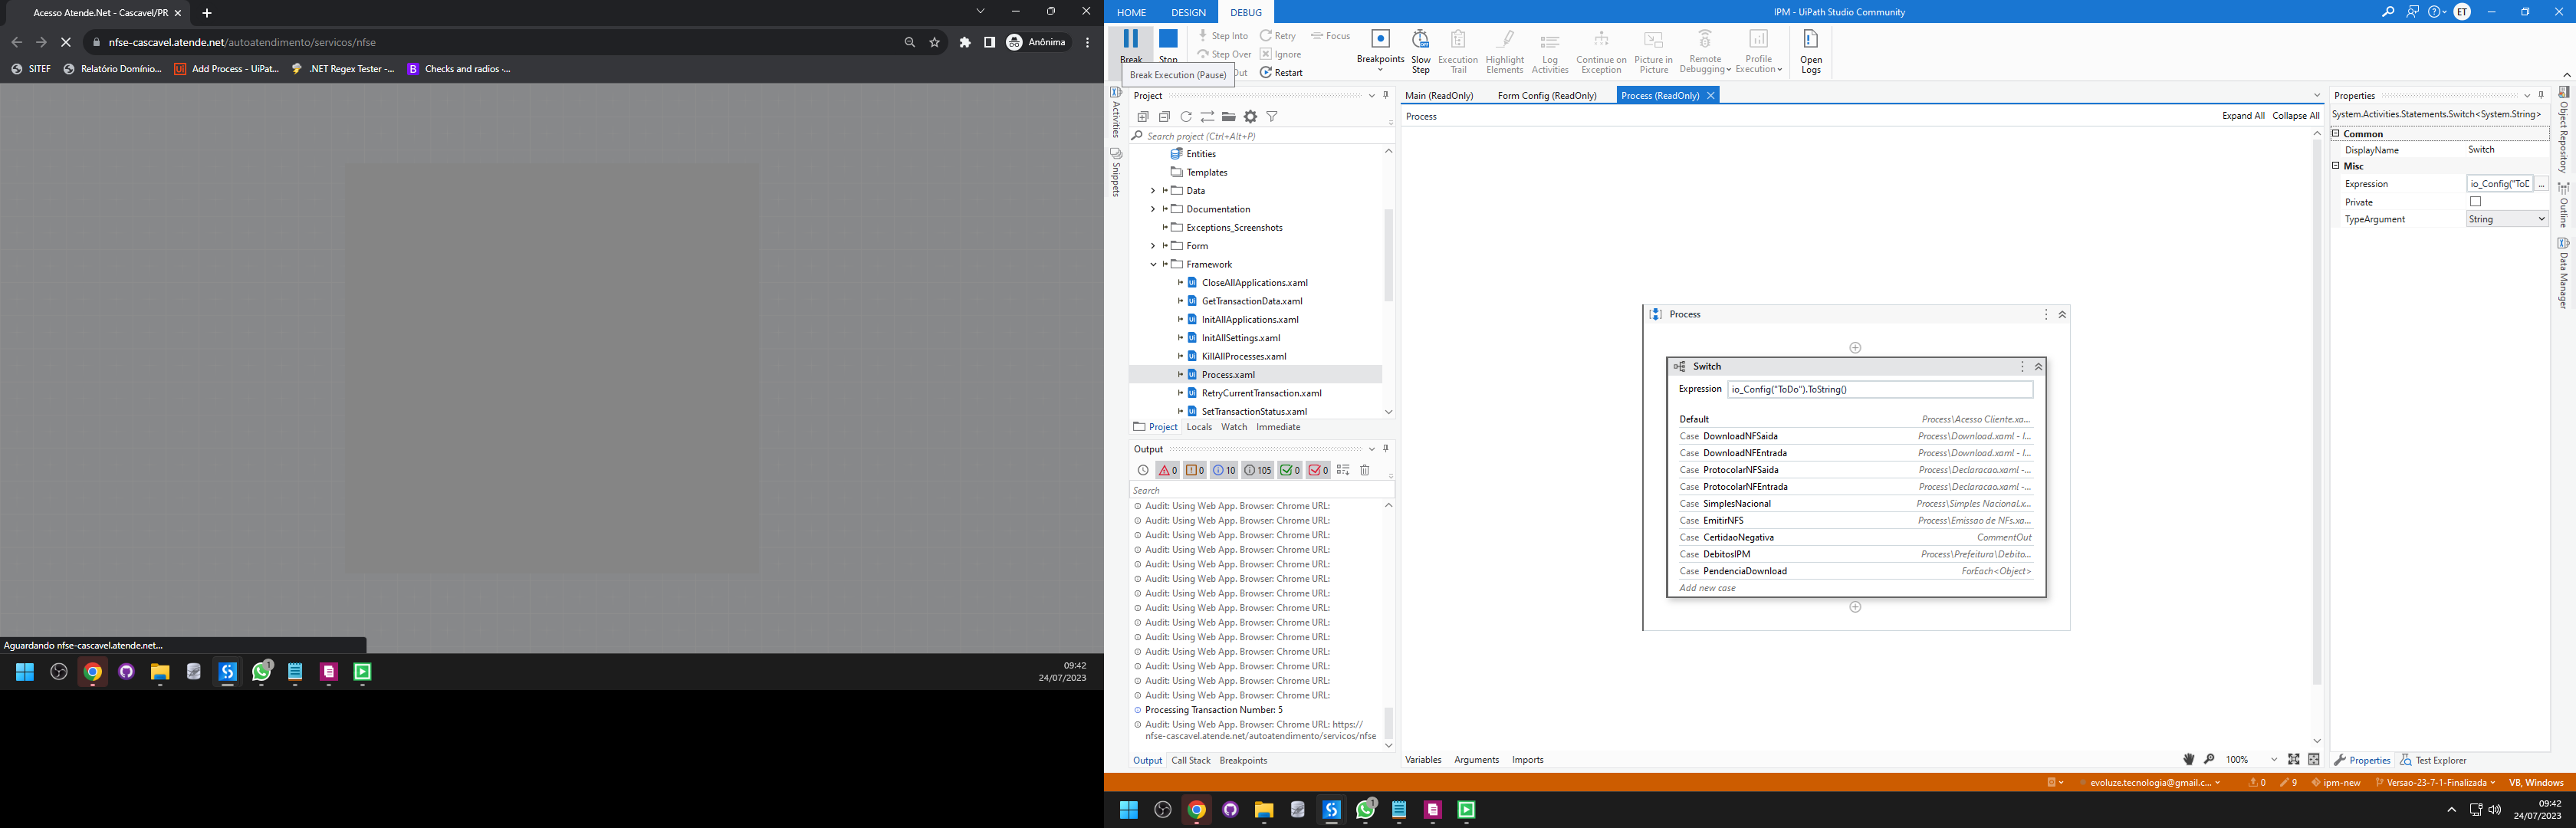 Acesso Atende.Net - Cascavel/PR
nfse-cascavel.atende.net/autoatendimento/servicos/nfse
Anônima
SITEF
Relatório Domínio...
Add Process - UiPat...
.NET Regex Tester -...
Checks and radios -...
Aguardando nfse-cascavel.atende.net...
09:42
24/07/2023
HOME DESIGN DEBUG
IPM - UiPath Studio Community
ET
Break
Stop
Step Into
Step Over
Out
Retry
Ignore
Restart
Focus
Breakpoints
Slow Step
Execution Trail
Highlight Elements
Log Activities
Continue on Exception
Picture in Picture
Remote Debugging
Profile Execution
Open Logs
Break Execution (Pause)
Activities
Snippets
Project
Search project (Ctrl+Alt+P)
Entities
Templates
Data
Documentation
Exceptions_Screenshots
Form
Framework
CloseAllApplications.xaml
GetTransactionData.xaml
InitAllApplications.xaml
InitAllSettings.xaml
KillAllProcesses.xaml
Process.xaml
RetryCurrentTransaction.xaml
SetTransactionStatus.xaml
Project Locals Watch Immediate
Output
0 0 10 105 0 0
Search
Audit: Using Web App. Browser: Chrome URL:
Audit: Using Web App. Browser: Chrome URL:
Audit: Using Web App. Browser: Chrome URL:
Audit: Using Web App. Browser: Chrome URL:
Audit: Using Web App. Browser: Chrome URL:
Audit: Using Web App. Browser: Chrome URL:
Audit: Using Web App. Browser: Chrome URL:
Audit: Using Web App. Browser: Chrome URL:
Audit: Using Web App. Browser: Chrome URL:
Audit: Using Web App. Browser: Chrome URL:
Audit: Using Web App. Browser: Chrome URL:
Audit: Using Web App. Browser: Chrome URL:
Audit: Using Web App. Browser: Chrome URL:
Audit: Using Web App. Browser: Chrome URL:
Processing Transaction Number: 5
Audit: Using Web App. Browser: Chrome URL: https://
nfse-cascavel.atende.net/autoatendimento/servicos/nfse
Output Call Stack Breakpoints
Main (ReadOnly) Form Config (ReadOnly) Process (ReadOnly)
Process
Expand All Collapse All
Process
Switch
Expression io_Config("ToDo").ToString()
Default Process\Acesso Cliente.xa...
Case DownloadNFSaida Process\Download.xaml - I...
Case DownloadNFEntrada Process\Download.xaml - I...
Case ProtocolarNFSaida Process\Declaracao.xaml -...
Case ProtocolarNFEntrada Process\Declaracao.xaml -...
Case SimplesNacional Process\Simples Nacional.x...
Case EmitirNFS Process\Emissao de NFs.xa...
Case CertidaoNegativa CommentOut
Case DebitosIPM Process\Prefeitura\Debito...
Case PendenciaDownload ForEach<Object>
Add new case
Variables Arguments Imports
100%
Properties
System.Activities.Statements.Switch<System.String>
Common
DisplayName Switch
Misc
Expression io_Config("ToD ...
Private
TypeArgument String
Object Repository
Outline
Data Manager
Properties Test Explorer
evoluze.tecnologia@gmail.c...
0
9
ipm-new
Versao-23-7-1-Finalizada
VB, Windows
09:42
24/07/2023